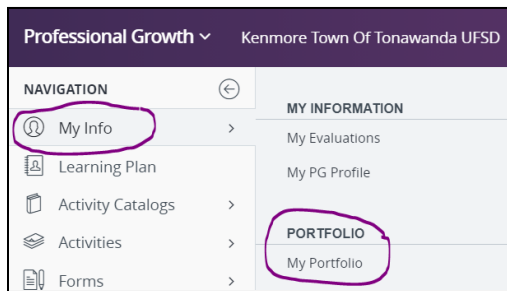 Professional Growth
Kenmore Town Of Tonawanda UFSD
NAVIGATION
My Info
Learning Plan
Activity Catalogs
Activities
Forms
MY INFORMATION
My Evaluations
My PG Profile
PORTFOLIO
My Portfolio